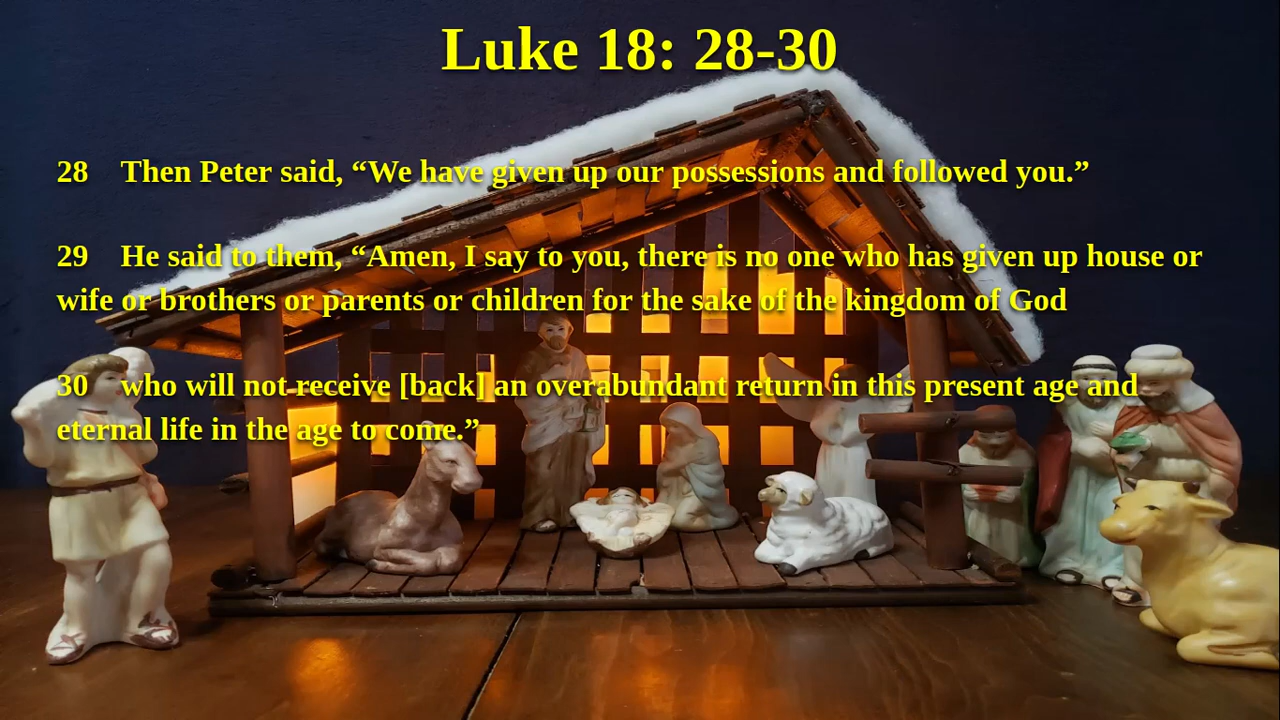 Luke 18: 28-30
28 Then Peter said, “We have given up our possessions and followed you.”
29 He said to them, “Amen, I say to you, there is no one who has given up house or
wife or brothers or parents or children for the sake of the kingdom of God
30 who will not receive [back] an overabundant return in this present age and
eternal life in the age to come.”